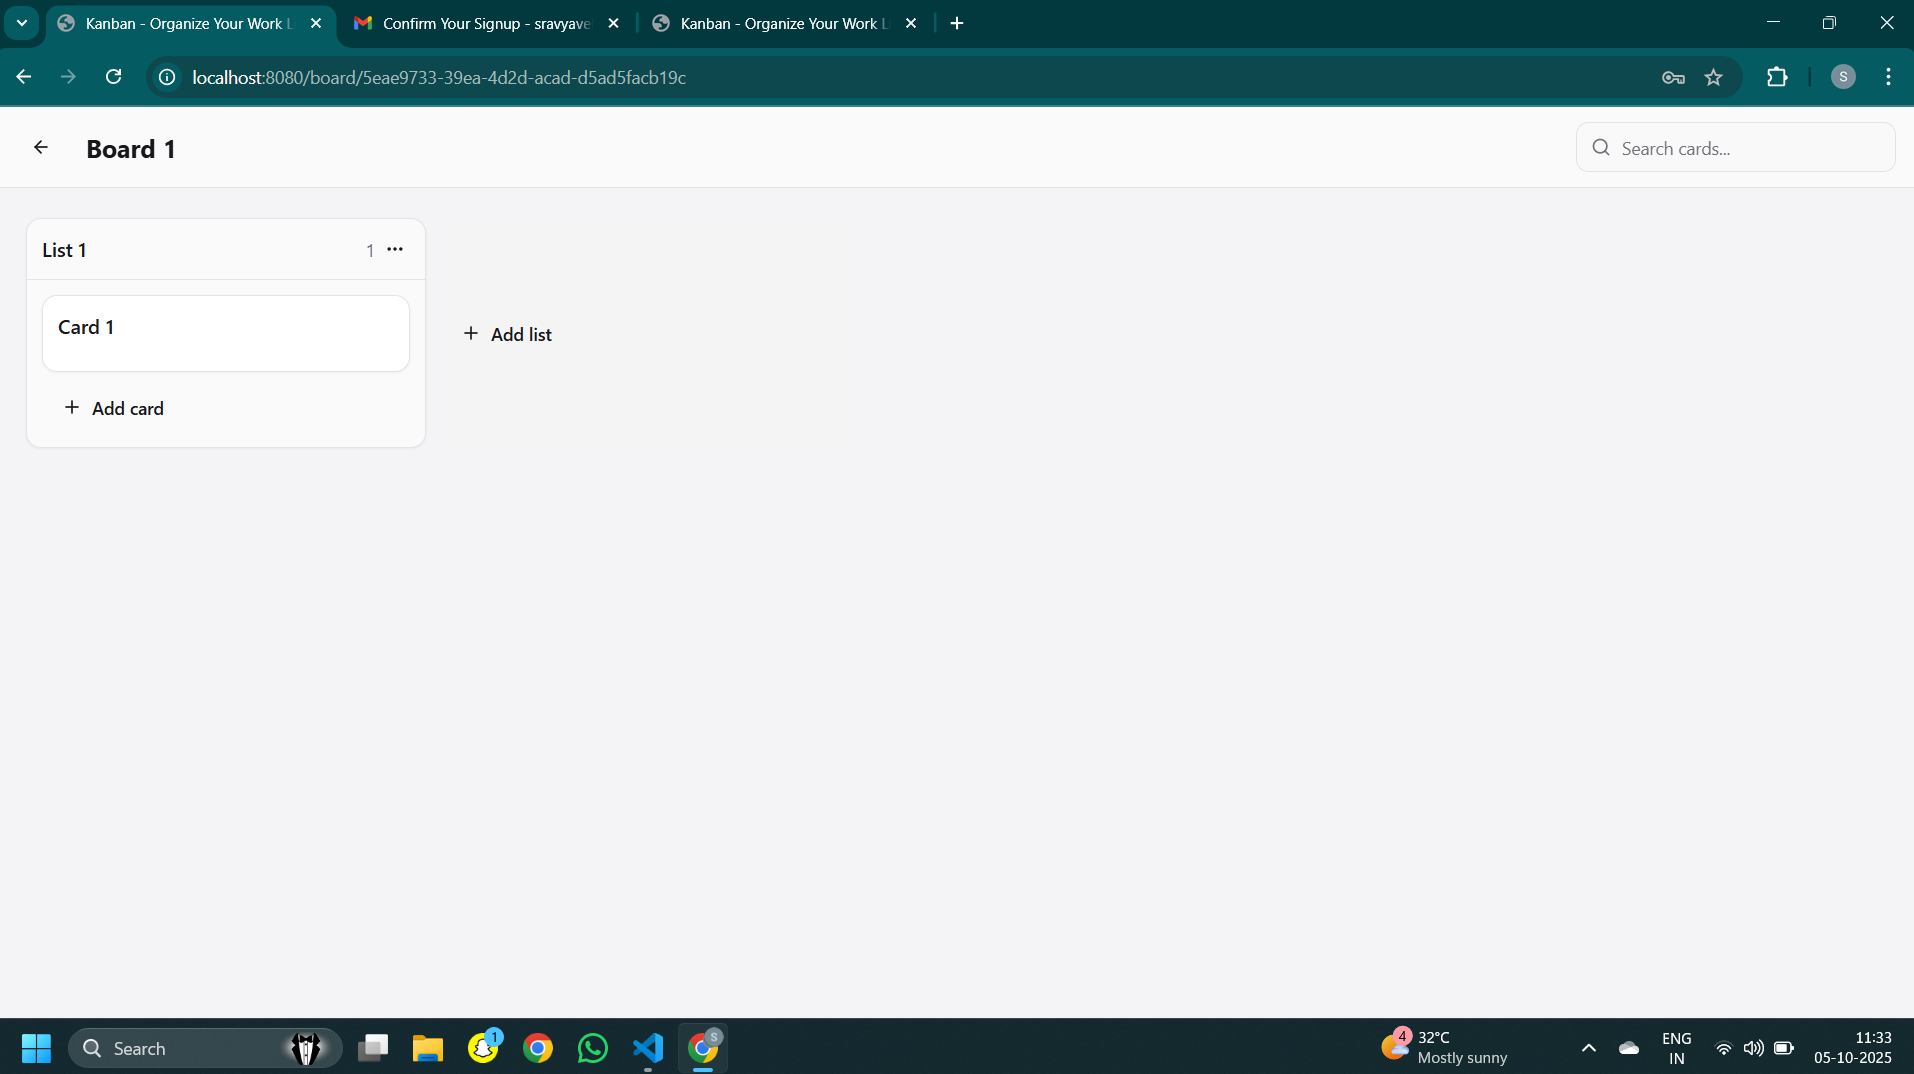 Kanban - Organize Your Work L
Confirm Your Signup - sravyave
Kanban - Organize Your Work L
localhost:8080/board/5eae9733-39ea-4d2d-acad-d5ad5facb19c
S
Board 1
Search cards...
List 1
1
Card 1
Add list
Add card
Search
1
S
4
32°C
Mostly sunny
ENG
IN
11:33
05-10-2025